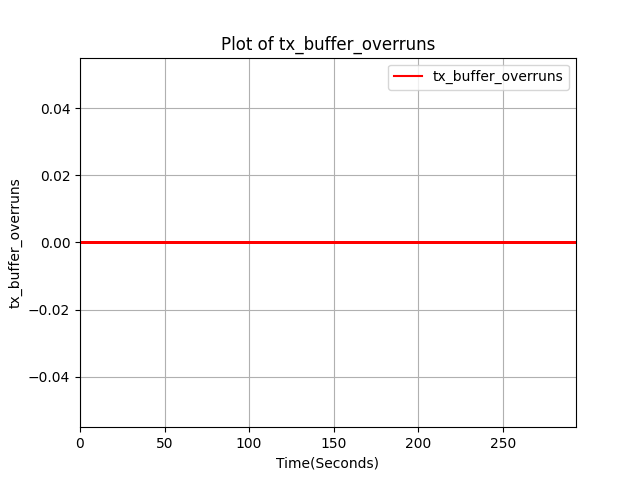 Plot of tx_buffer_overruns
tx_buffer_overruns
0.04
0.02
0.00
−0.02
−0.04
tx_buffer_overruns
0
50
100
150
200
250
Time(Seconds)